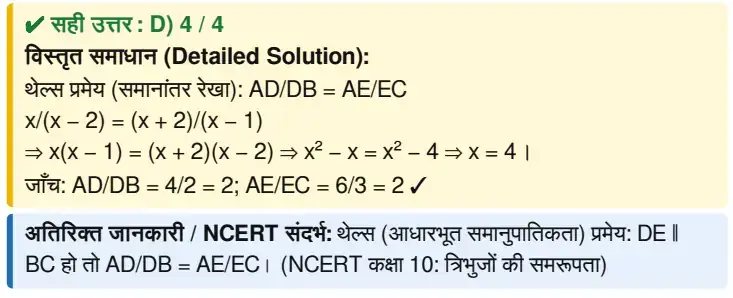 ✔ सही उत्तर : D) 4 / 4
विस्तृत समाधान (Detailed Solution):
थेल्स प्रमेय (समानांतर रेखा): AD/DB = AE/EC
x/(x − 2) = (x + 2)/(x − 1)
⇒ x(x − 1) = (x + 2)(x − 2) ⇒ x² − x = x² − 4 ⇒ x = 4 ।
जाँच: AD/DB = 4/2 = 2; AE/EC = 6/3 = 2 ✓
अतिरिक्त जानकारी / NCERT संदर्भ: थेल्स (आधारभूत समानुपातिकता) प्रमेय: DE ∥
BC हो तो AD/DB = AE/EC। (NCERT कक्षा 10: त्रिभुजों की समरूपता)